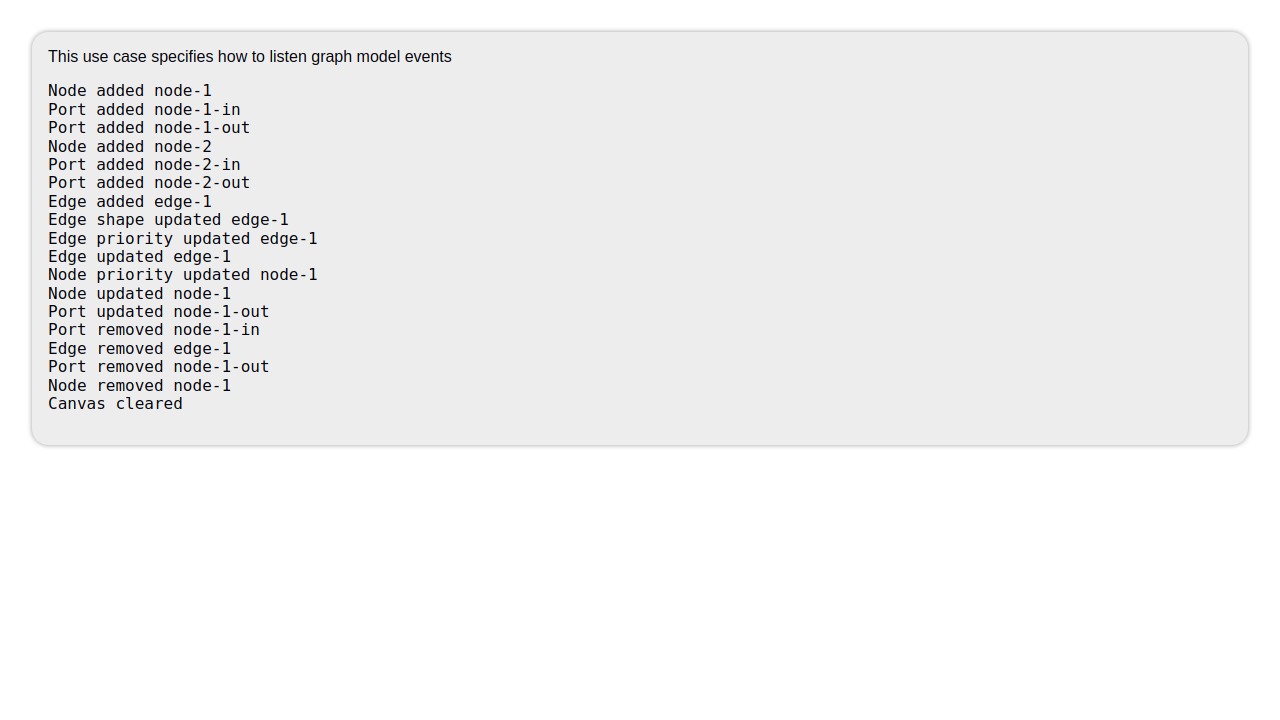 This use case specifies how to listen graph model events
Node added node-1
Port added node-1-in
Port added node-1-out
Node added node-2
Port added node-2-in
Port added node-2-out
Edge added edge-1
Edge shape updated edge-1
Edge priority updated edge-1
Edge updated edge-1
Node priority updated node-1
Node updated node-1
Port updated node-1-out
Port removed node-1-in
Edge removed edge-1
Port removed node-1-out
Node removed node-1
Canvas cleared